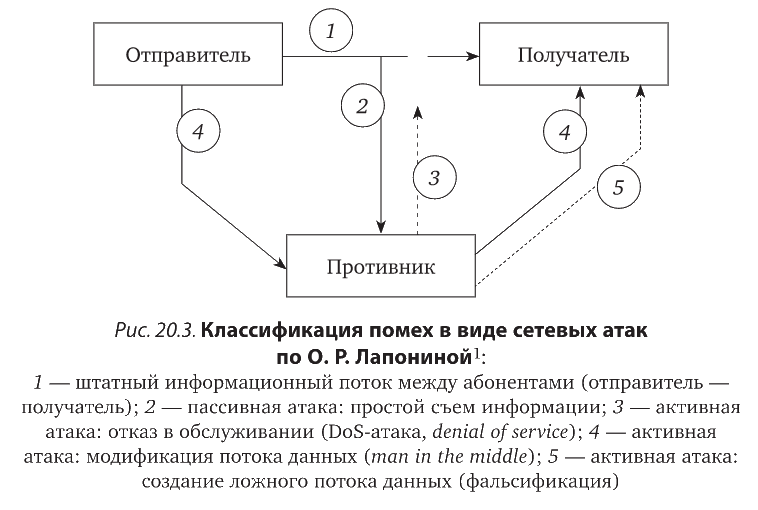 1
Отправитель
Получатель
2
4
4
3
5
Противник
Рис. 20.3. Классификация помех в виде сетевых атак
по О. Р. Лапониной¹:
1 — штатный информационный поток между абонентами (отправитель —
получатель); 2 — пассивная атака: простой съем информации; 3 — активная
атака: отказ в обслуживании (DoS-атака, denial of service); 4 — активная
атака: модификация потока данных (man in the middle); 5 — активная атака:
создание ложного потока данных (фальсификация)